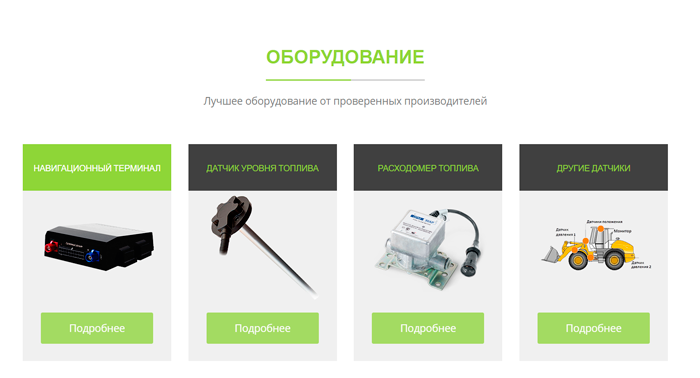 ОБОРУДОВАНИЕ
Лучшее оборудование от проверенных производителей
НАВИГАЦИОННЫЙ ТЕРМИНАЛ
ДАТЧИК УРОВНЯ ТОПЛИВА
РАСХОДОМЕР ТОПЛИВА
ДРУГИЕ ДАТЧИКИ
Датчики положения
Датчик
давления 1
Монитор
Датчик
давления 2
Подробнее
Подробнее
Подробнее
Подробнее